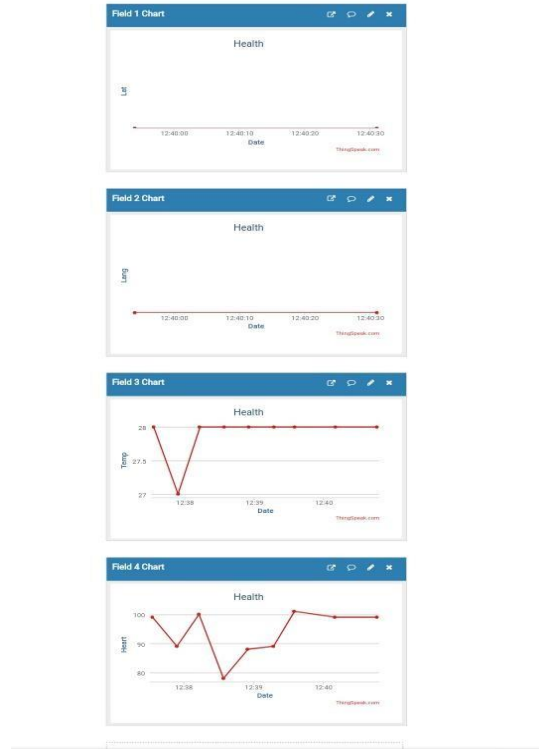 Field 1 Chart
Health
Lat
12:40:00 12:40:10 12:40:20 12:40:30
Date
ThingSpeak.com
Field 2 Chart
Health
Lang
12:40:00 12:40:10 12:40:20 12:40:30
Date
ThingSpeak.com
Field 3 Chart
Health
Temp
28
27.5
27
12:38 12:39 12:40
Date
ThingSpeak.com
Field 4 Chart
Health
Heart
100
90
80
12:38 12:39 12:40
Date
ThingSpeak.com